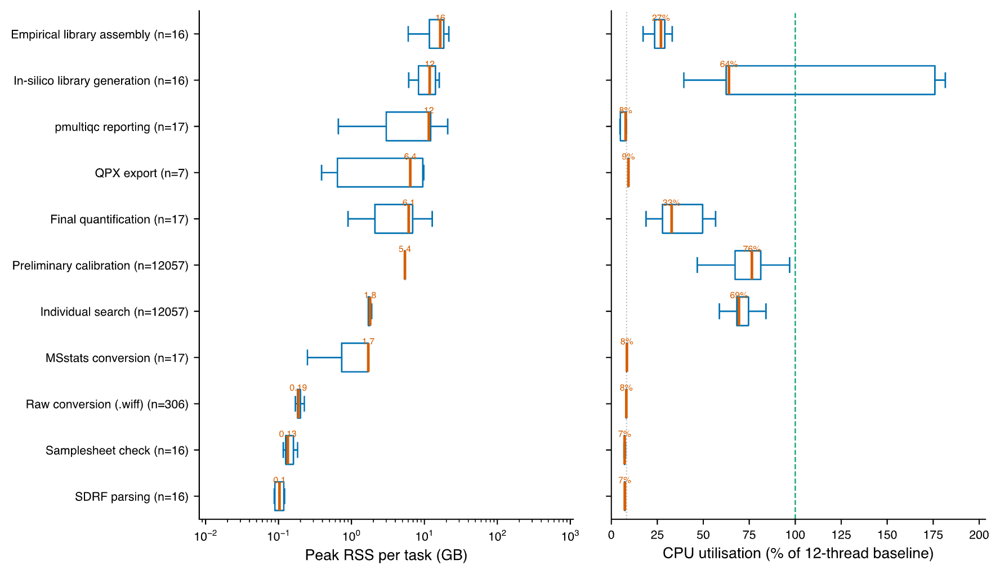 Empirical library assembly (n=16)
16
27%
In-silico library generation (n=16)
12
64%
pmultiqc reporting (n=17)
12
8%
QPX export (n=7)
6.4
9%
Final quantification (n=17)
6.1
33%
Preliminary calibration (n=12057)
5.4
76%
Individual search (n=12057)
1.8
69%
MSstats conversion (n=17)
1.7
8%
Raw conversion (.wiff) (n=306)
0.19
8%
Samplesheet check (n=16)
0.13
7%
SDRF parsing (n=16)
0.1
7%
10⁻² 10⁻¹ 10⁰ 10¹ 10² 10³
Peak RSS per task (GB)
0 25 50 75 100 125 150 175 200
CPU utilisation (% of 12-thread baseline)